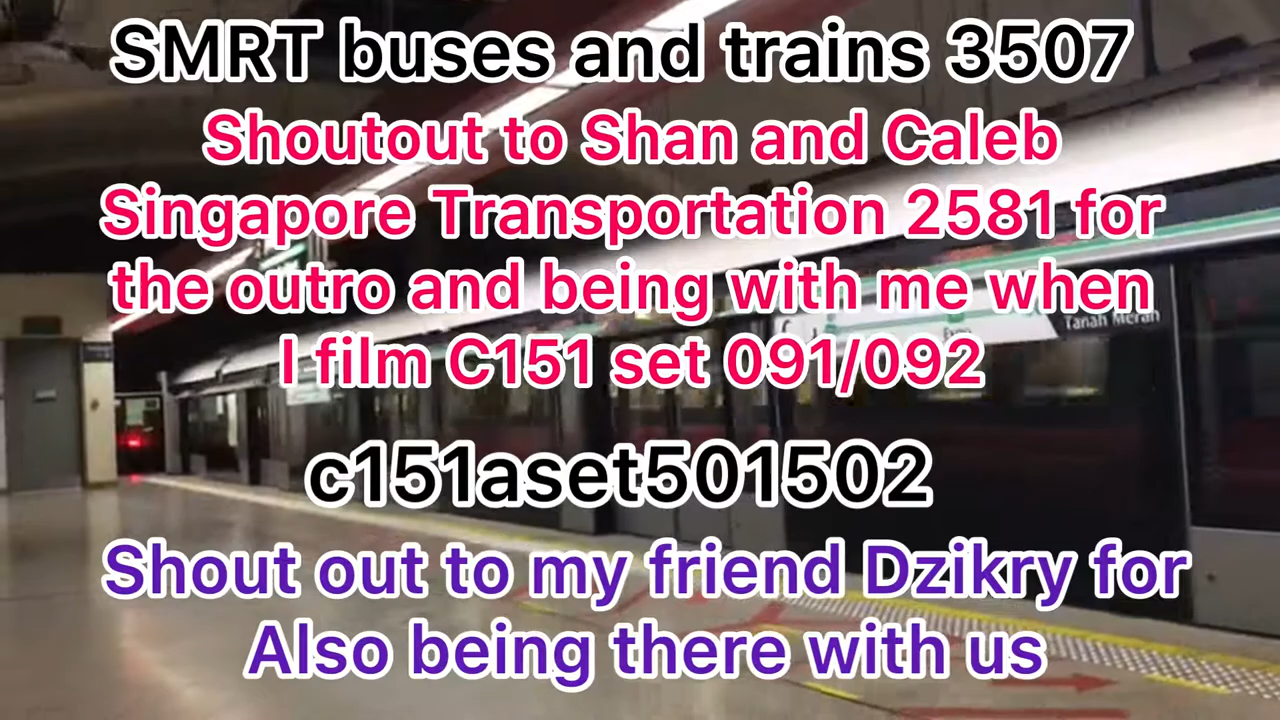 SMRT buses and trains 3507
Shoutout to Shan and Caleb
Singapore Transportation 2581 for
the outro and being with me when
I film C151 set 091/092
Expo
Tanah Merah
c151aset501502
Shout out to my friend Dzikry for
Also being there with us